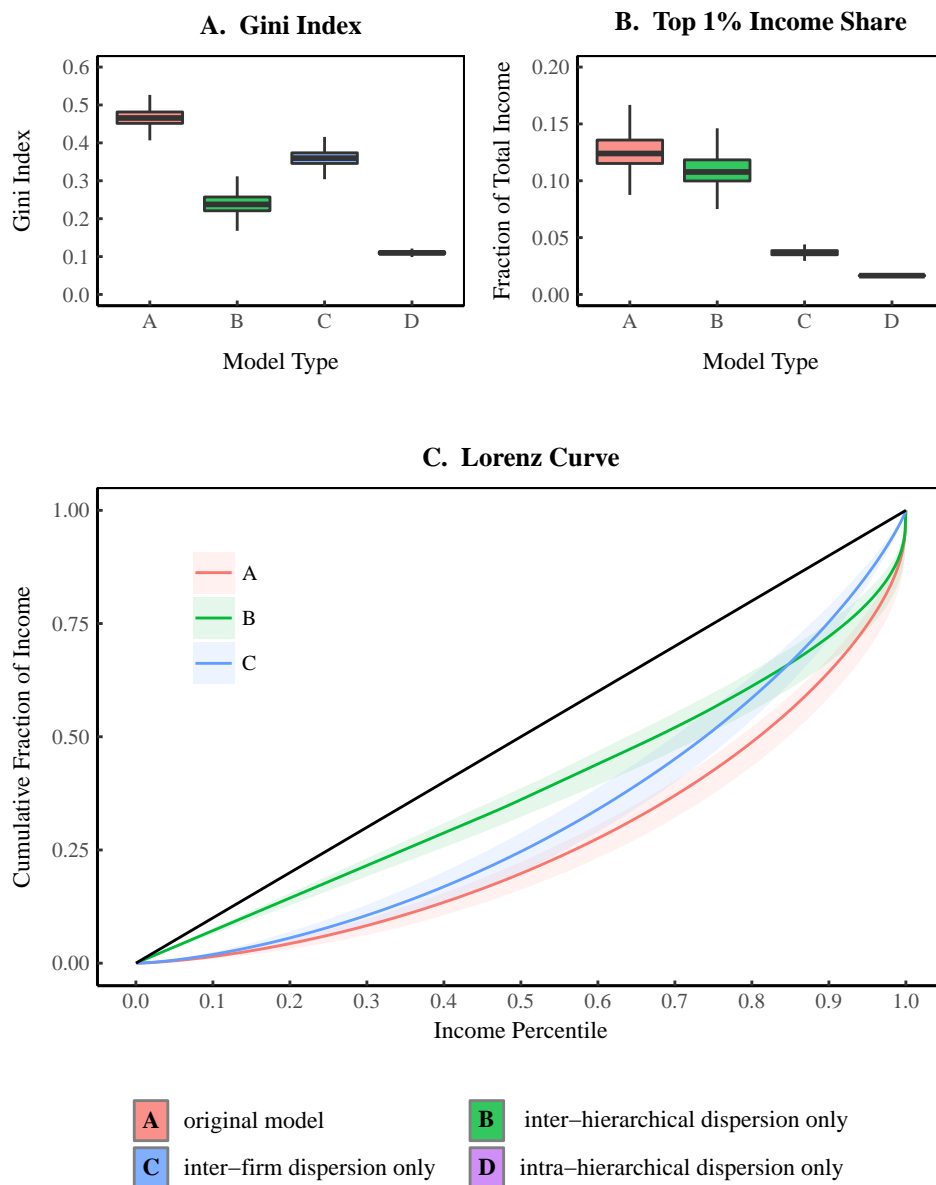 A.  Gini Index
B.  Top 1% Income Share
0.6
0.5
0.4
0.3
0.2
0.1
0.0
Gini Index
A B C D
Model Type
0.20
0.15
0.10
0.05
0.00
Fraction of Total Income
A B C D
Model Type
C.  Lorenz Curve
1.00
0.75
0.50
0.25
0.00
Cumulative Fraction of Income
A
B
C
0.0 0.1 0.2 0.3 0.4 0.5 0.6 0.7 0.8 0.9 1.0
Income Percentile
A original model
B inter−hierarchical dispersion only
C inter−firm dispersion only
D intra−hierarchical dispersion only